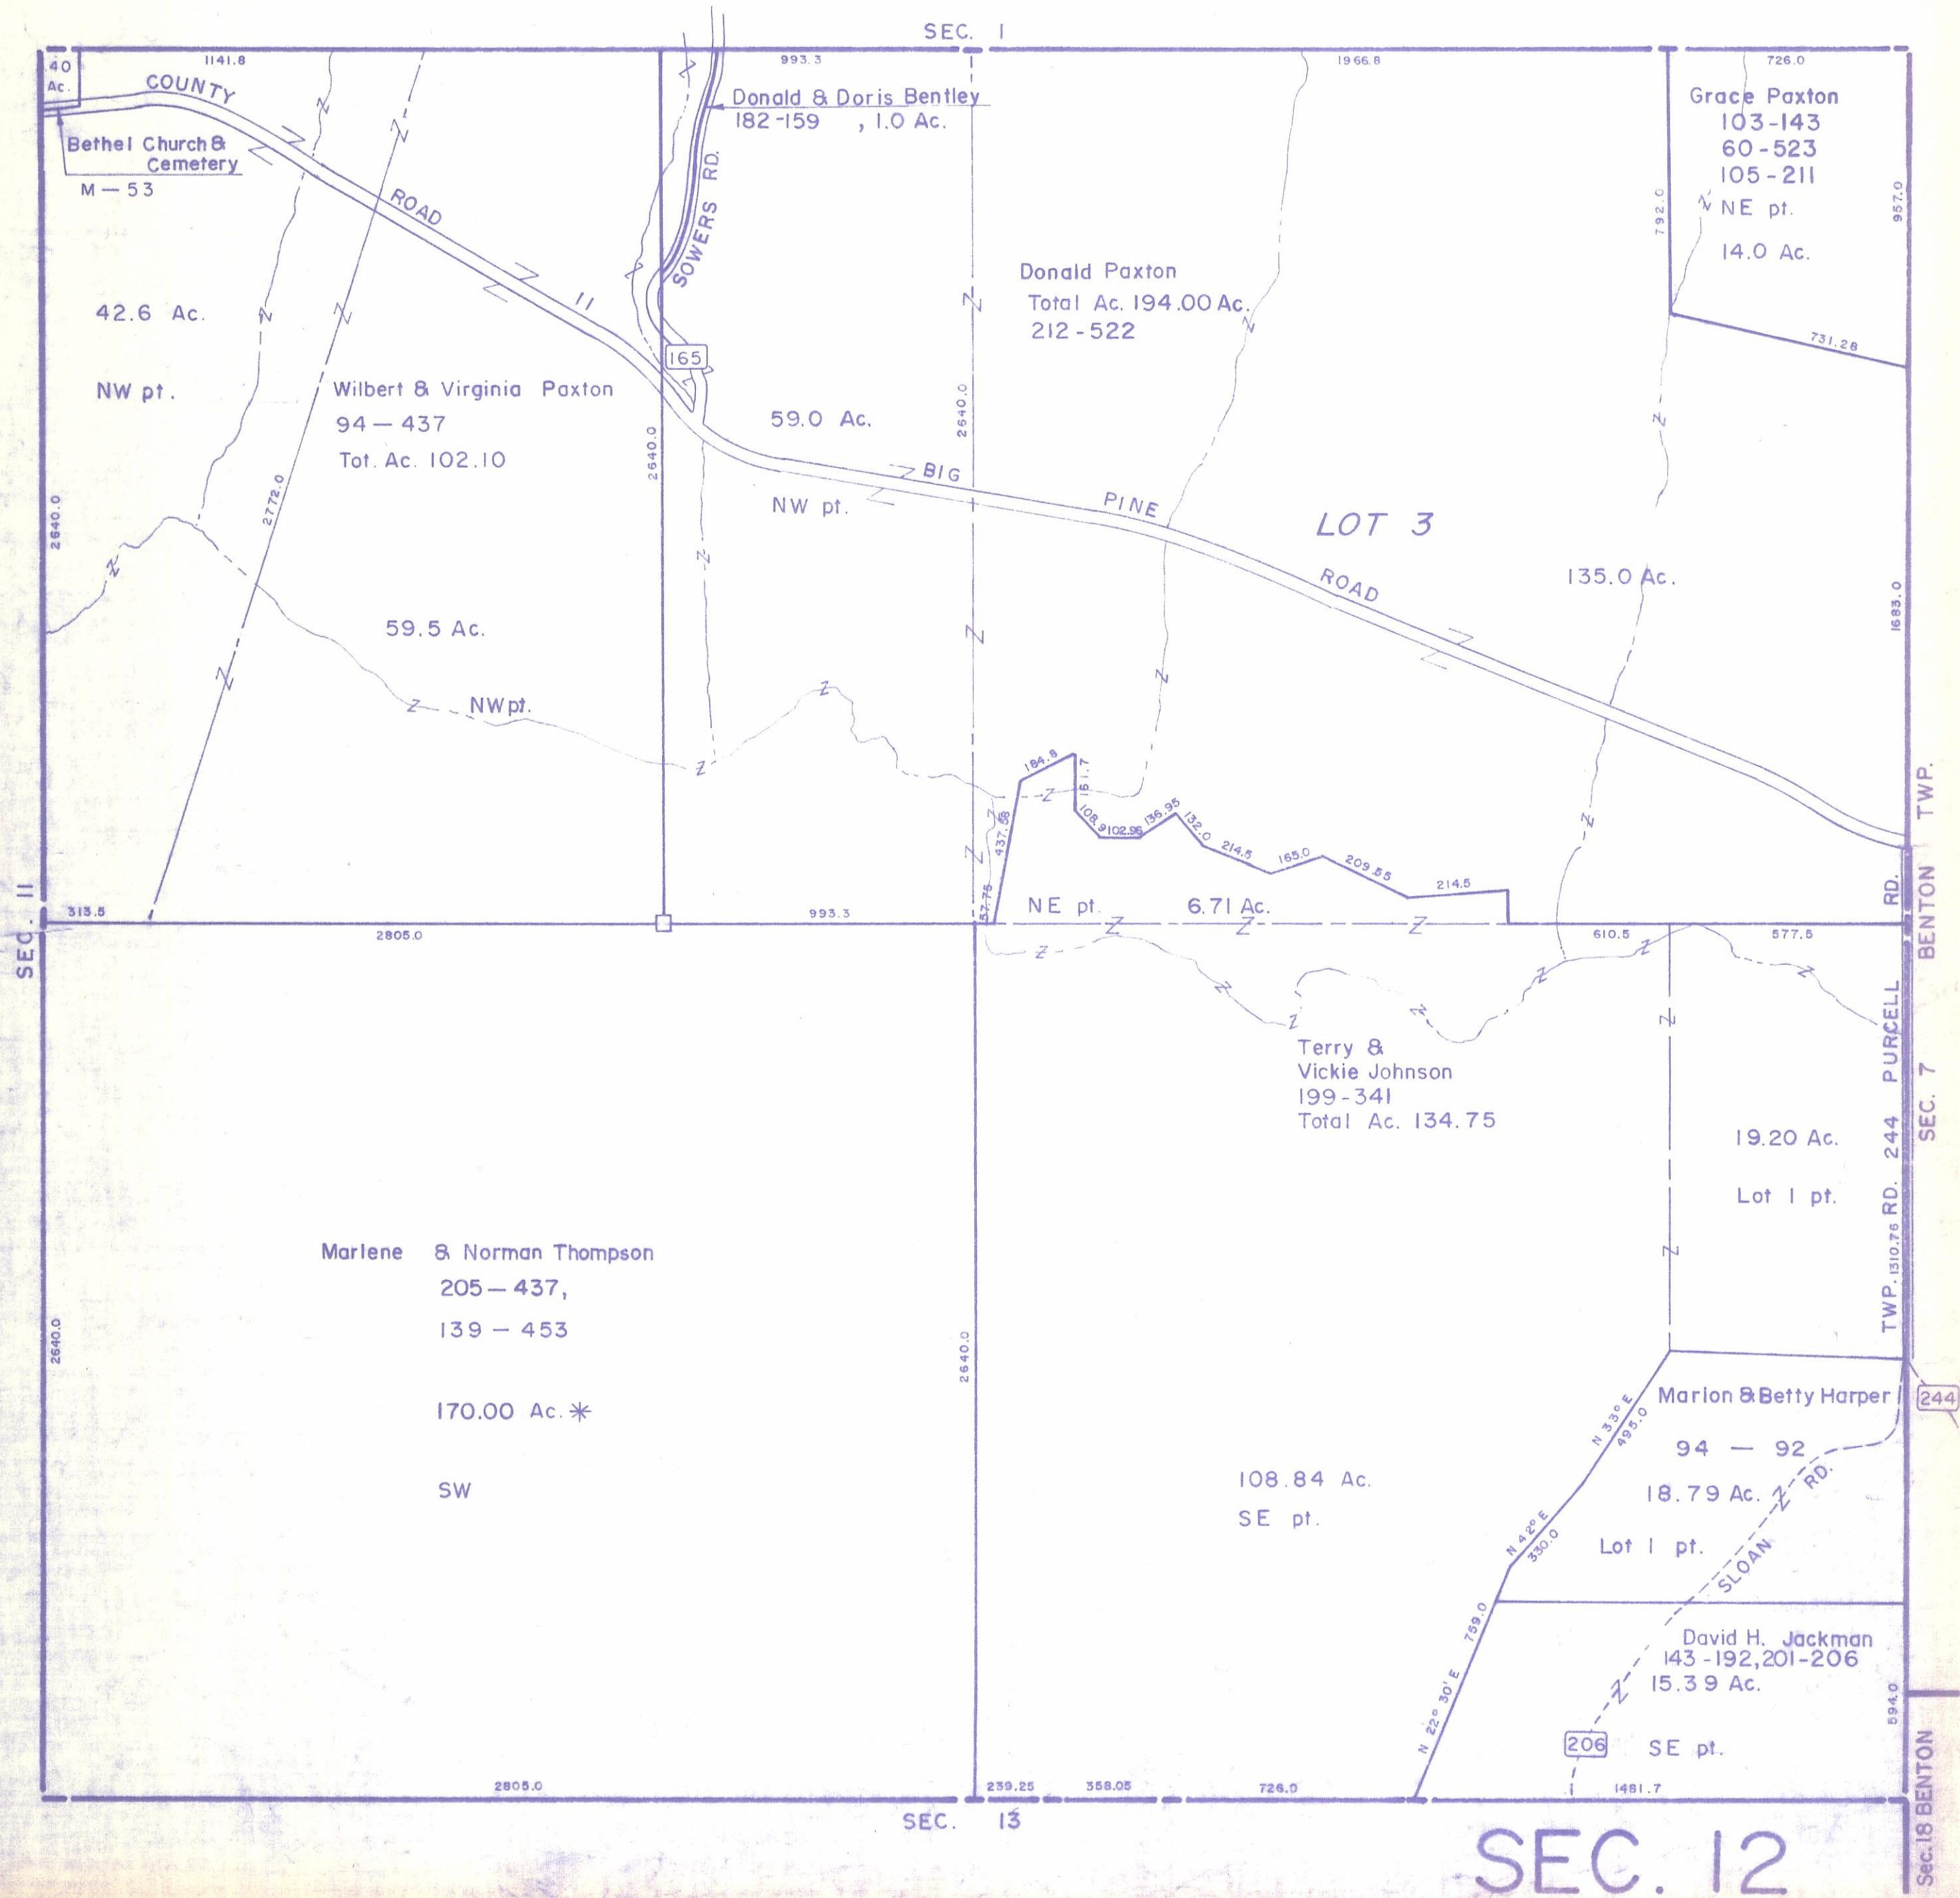 SEC. 1
.40
Ac.
1141.8
993.3
1966.8
726.0
COUNTY
ROAD
11
Bethel Church &
Cemetery
M — 53
Donald & Doris Bentley
182-159 , 1.0 Ac.
SOWERS RD.
165
Grace Paxton
103-143
60-523
105-211
NE pt.
14.0 Ac.
792.0
957.0
731.28
Donald Paxton
Total Ac. 194.00 Ac.
212-522
42.6 Ac.
NW pt.
Wilbert & Virginia Paxton
94 — 437
Tot. Ac. 102.10
2640.0
2772.0
2640.0
2640.0
59.0 Ac.
NW pt.
BIG
PINE
ROAD
LOT 3
135.0 Ac.
1683.0
59.5 Ac.
NW pt.
184.8
161.7
437.58
57.75
108.9
102.96
136.95
132.0
214.5
165.0
209.55
214.5
NE pt.
6.71 Ac.
313.5
2805.0
993.3
610.5
577.5
SEC. 11
RD.
BENTON TWP.
SEC. 7
TWP. RD. 244 PURCELL
1310.76
Terry &
Vickie Johnson
199-341
Total Ac. 134.75
19.20 Ac.
Lot 1 pt.
Marlene & Norman Thompson
205 — 437,
139 — 453
170.00 Ac. *
SW
2640.0
2640.0
108.84 Ac.
SE pt.
N 33° E
495.0
N 42° E
330.0
759.0
N 22° 30' E
Marion & Betty Harper
94 — 92
18.79 Ac.
Lot 1 pt.
SLOAN RD.
244
David H. Jackman
143-192, 201-206
15.39 Ac.
206
SE pt.
594.0
2805.0
239.25
358.05
726.0
1481.7
SEC. 13
SEC. 12
Sec. 18 BENTON